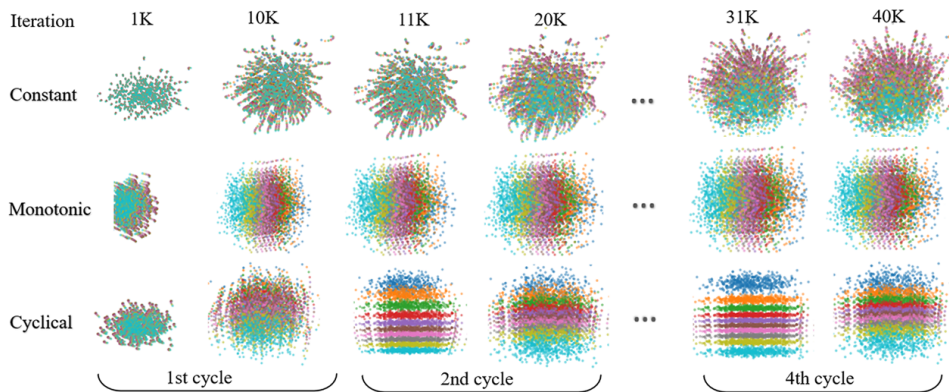 Iteration 1K 10K 11K 20K 31K 40K
Constant ...
Monotonic ...
Cyclical ...
1st cycle 2nd cycle 4th cycle